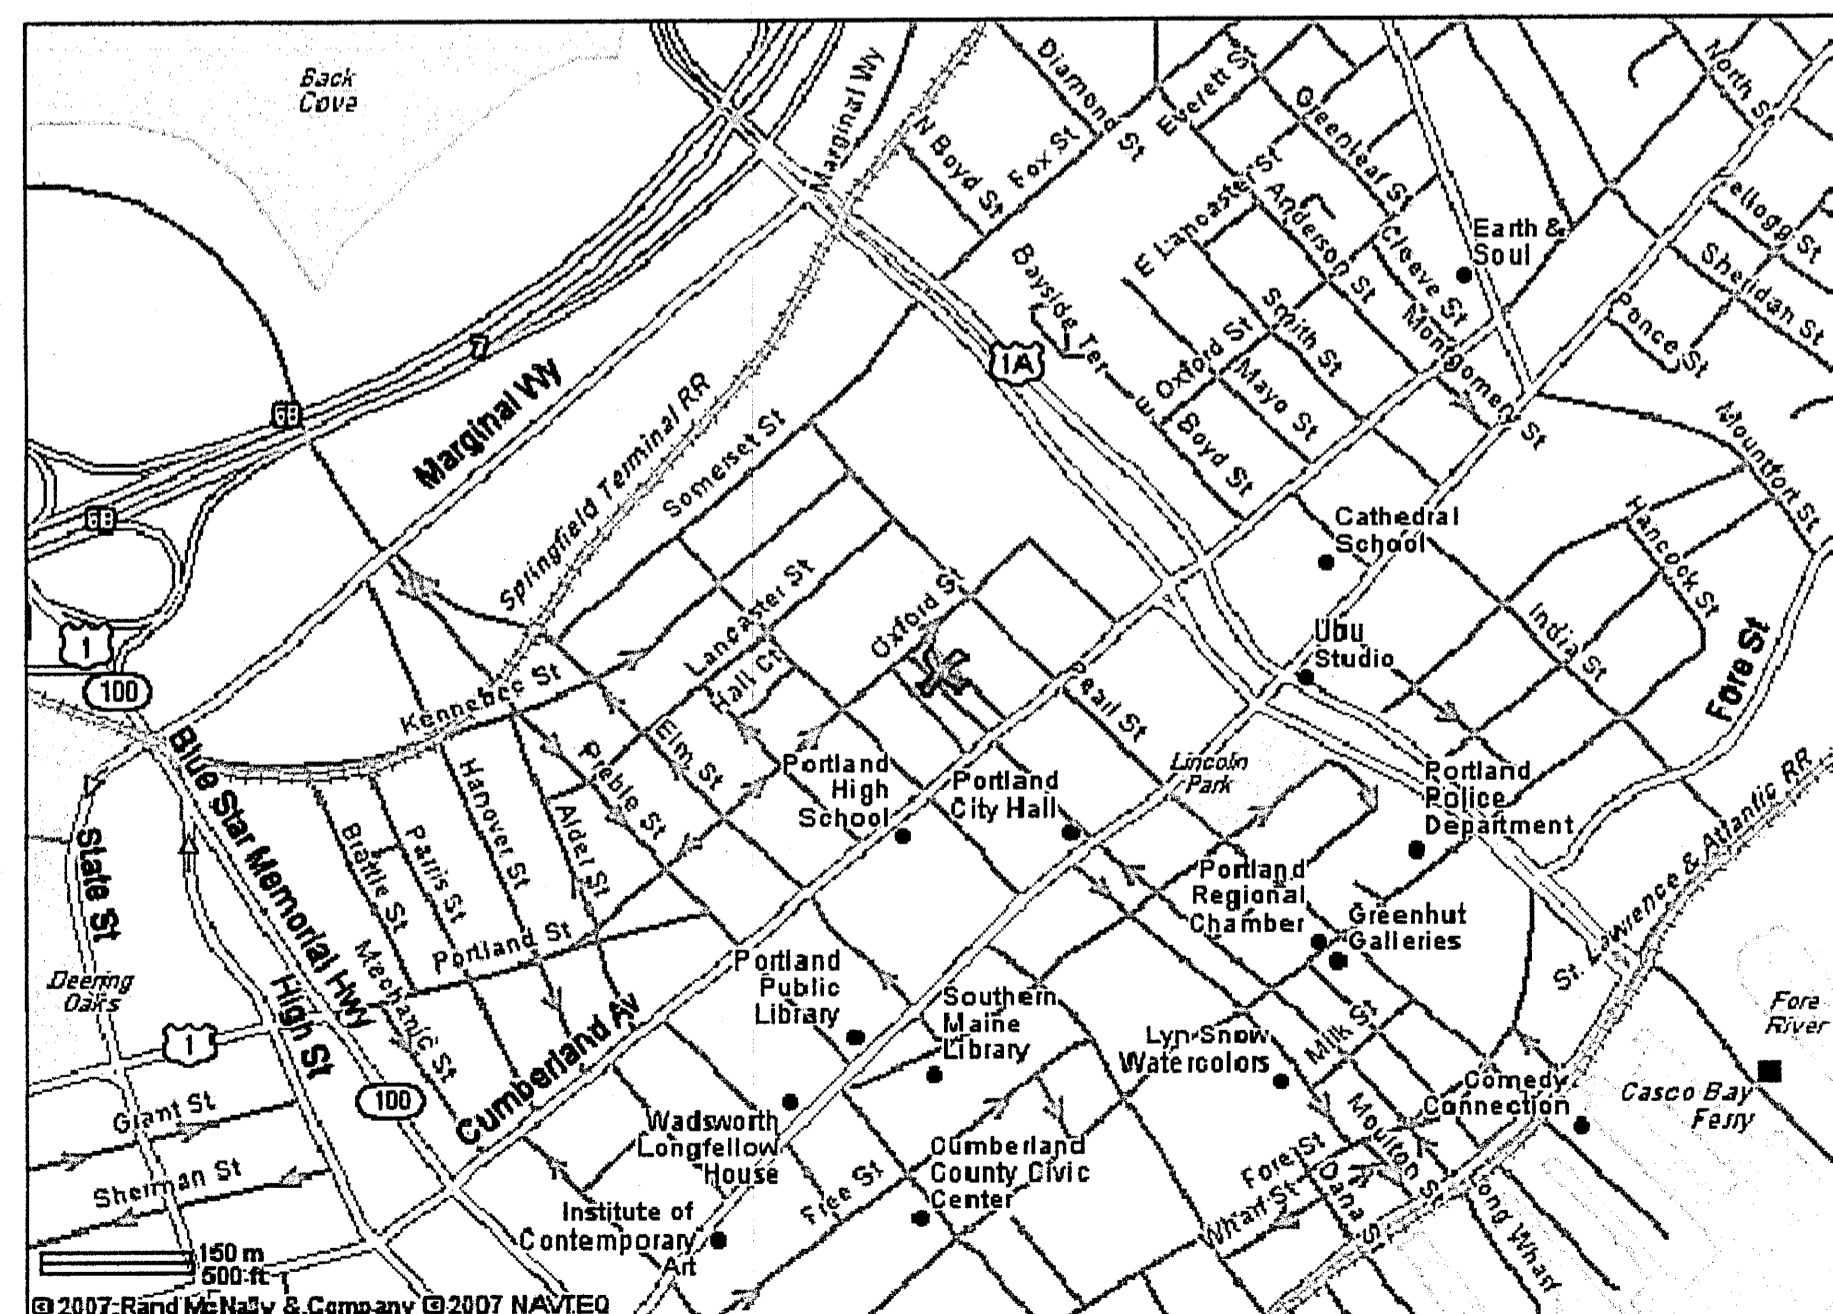 Back
Cove
Marginal Wy
Diamond St
Everett St
Greenleaf St
North St
N Boyd St
Fox St
E Lancaster St
Anderson St
Cleeve St
Earth &
Soul
ellogg St
Sheridan St
Ponce St
Bayside Ter
1A
Smith St
Montgomery St
Oxford St
Mayo St
E Boyd St
Mountfort St
7
6B
Marginal Wy
Springfield Terminal RR
Somerset St
6B
Cathedral
School
Hancock St
India St
Fore St
Ubu
Studio
1
100
Kennebec St
Lancaster St
Hall Ct
Oxford St
Pearl St
Elm St
Preble St
Portland
High
School
Portland
City Hall
Lincoln
Park
Portland
Police
Department
Blue Star Memorial Hwy
Hanover St
Alder St
Parris St
Brattle St
State St
Mechanic St
Portland St
Portland
Regional
Chamber
Greenhut
Galleries
St. Lawrence & Atlantic RR
Deering
Oaks
High St
Cumberland Av
Portland
Public
Library
Southern
Maine
Library
Lyn Snow
Watercolors
Milk St
Fore
River
1
100
Grant St
Sherman St
Wadsworth
Longfellow
House
Comedy
Connection
Casco Bay
Ferry
Moulton St
Fore St
Wharf St
Dana St
Long Wharf
Cumberland
County Civic
Center
Free St
Institute of
Contemporary
Art
150 m
500 ft
© 2007 Rand McNally & Company © 2007 NAVTEQ